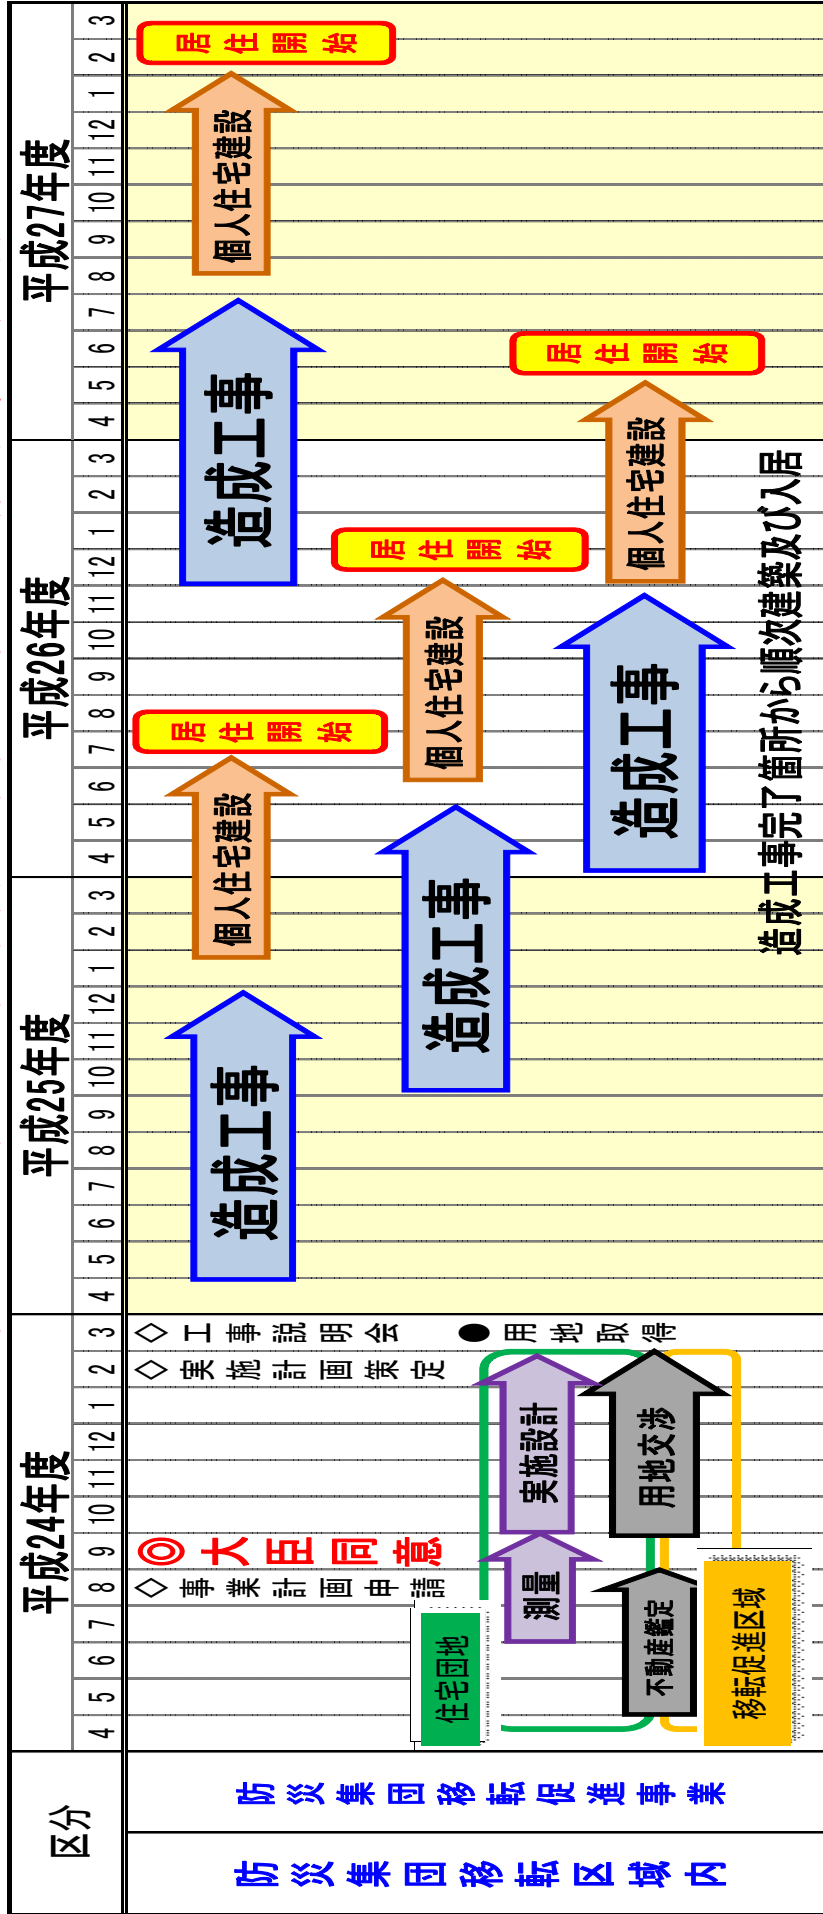 区分
平成24年度
平成25年度
平成26年度
平成27年度
4 5 6 7 8 9 10 11 12 1 2 3
4 5 6 7 8 9 10 11 12 1 2 3
4 5 6 7 8 9 10 11 12 1 2 3
4 5 6 7 8 9 10 11 12 1 2 3
防災集団移転区域内
防災集団移転促進事業
◇事業計画申請
◎大臣同意
◇実施計画策定
◇工事説明会
●用地取得
住宅団地
測量
実施設計
不動産鑑定
用地交渉
移転促進区域
造成工事
個人住宅建設
居住開始
造成工事
個人住宅建設
居住開始
造成工事
個人住宅建設
居住開始
造成工事
個人住宅建設
居住開始
造成工事完了箇所から順次建築及び入居